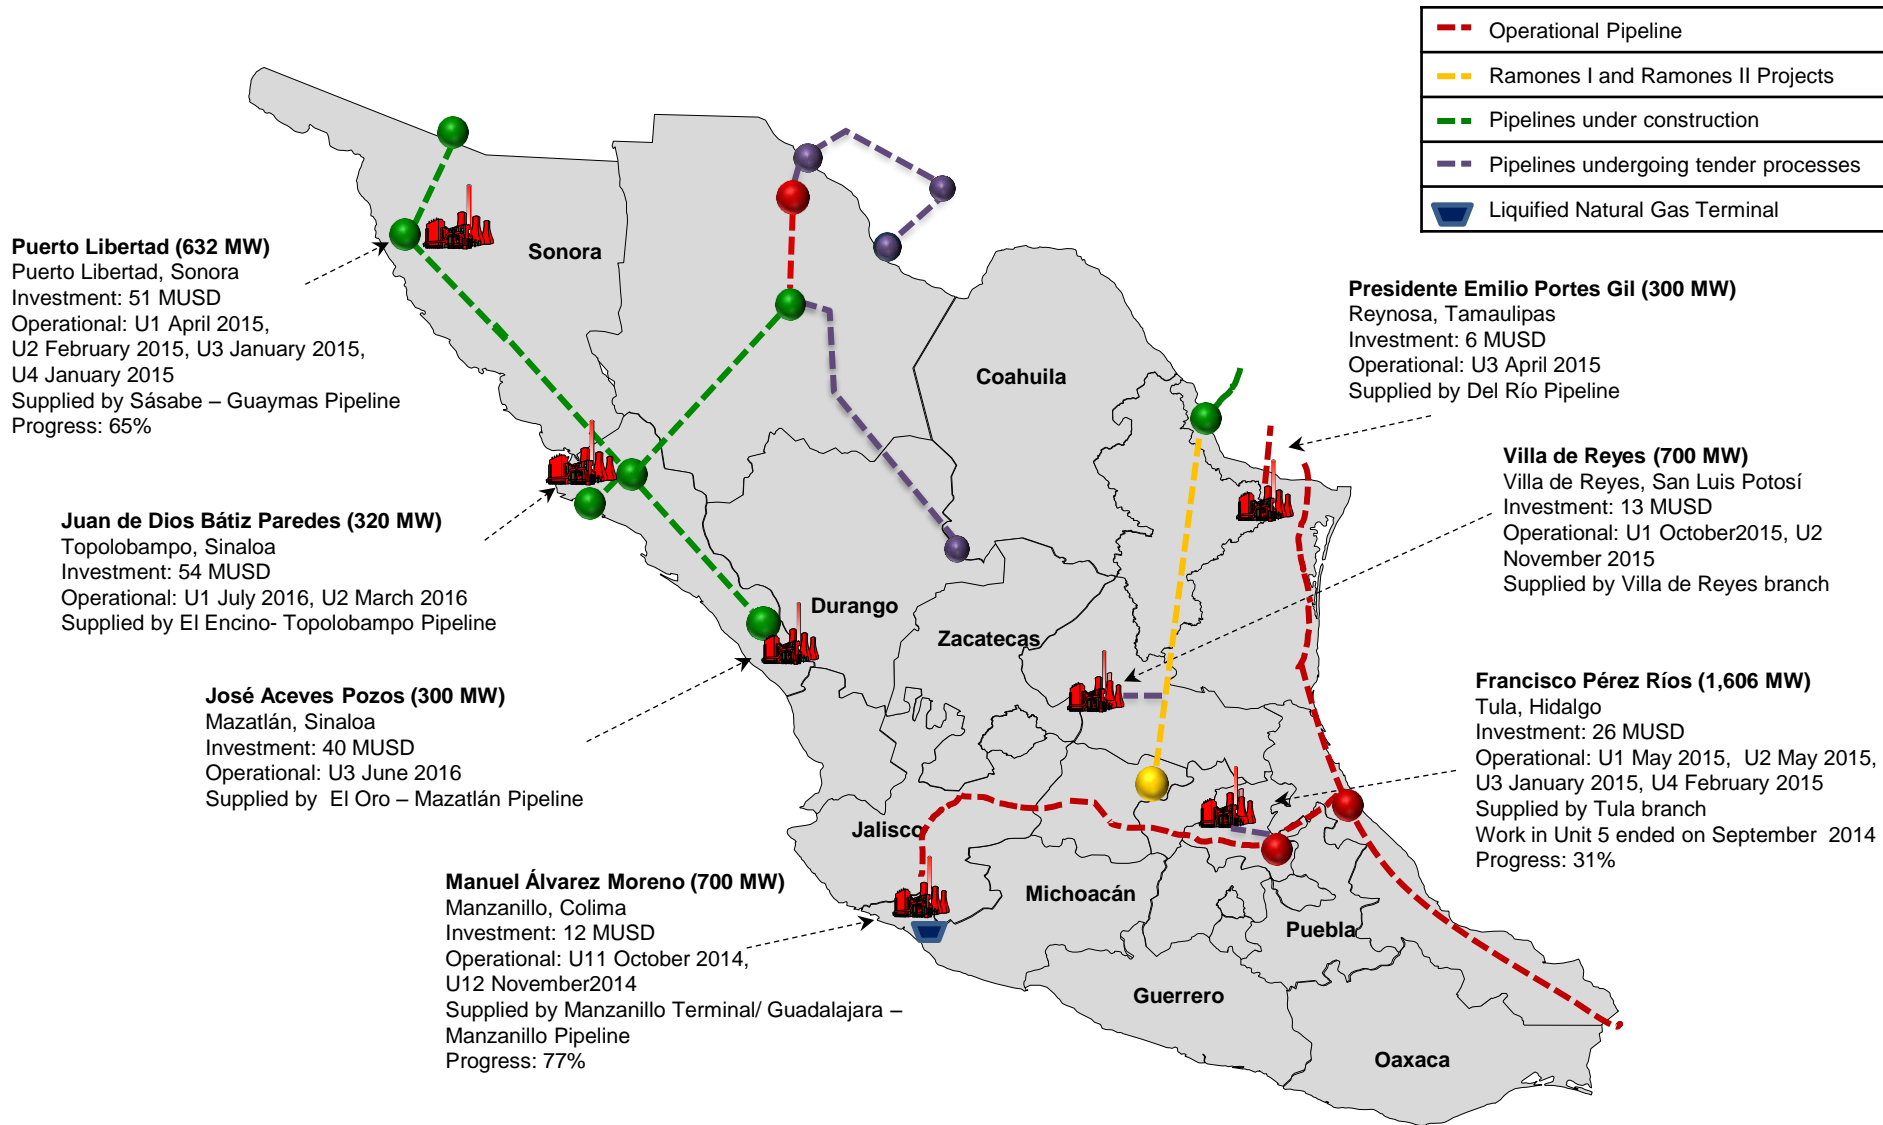 Operational Pipeline
Ramones I and Ramones II Projects
Pipelines under construction
Pipelines undergoing tender processes
Liquified Natural Gas Terminal
Puerto Libertad (632 MW)
Puerto Libertad, Sonora
Investment: 51 MUSD
Operational: U1 April 2015,
U2 February 2015, U3 January 2015,
U4 January 2015
Supplied by Sásabe – Guaymas Pipeline
Progress: 65%
Sonora
Coahuila
Presidente Emilio Portes Gil (300 MW)
Reynosa, Tamaulipas
Investment: 6 MUSD
Operational: U3 April 2015
Supplied by Del Río Pipeline
Villa de Reyes (700 MW)
Villa de Reyes, San Luis Potosí
Investment: 13 MUSD
Operational: U1 October2015, U2
November 2015
Supplied by Villa de Reyes branch
Juan de Dios Bátiz Paredes (320 MW)
Topolobampo, Sinaloa
Investment: 54 MUSD
Operational: U1 July 2016, U2 March 2016
Supplied by El Encino- Topolobampo Pipeline
Durango
Zacatecas
José Aceves Pozos (300 MW)
Mazatlán, Sinaloa
Investment: 40 MUSD
Operational: U3 June 2016
Supplied by  El Oro – Mazatlán Pipeline
Francisco Pérez Ríos (1,606 MW)
Tula, Hidalgo
Investment: 26 MUSD
Operational: U1 May 2015,  U2 May 2015,
U3 January 2015, U4 February 2015
Supplied by Tula branch
Work in Unit 5 ended on September  2014
Progress: 31%
Jalisco
Manuel Álvarez Moreno (700 MW)
Manzanillo, Colima
Investment: 12 MUSD
Operational: U11 October 2014,
U12 November2014
Supplied by Manzanillo Terminal/ Guadalajara –
Manzanillo Pipeline
Progress: 77%
Michoacán
Puebla
Guerrero
Oaxaca